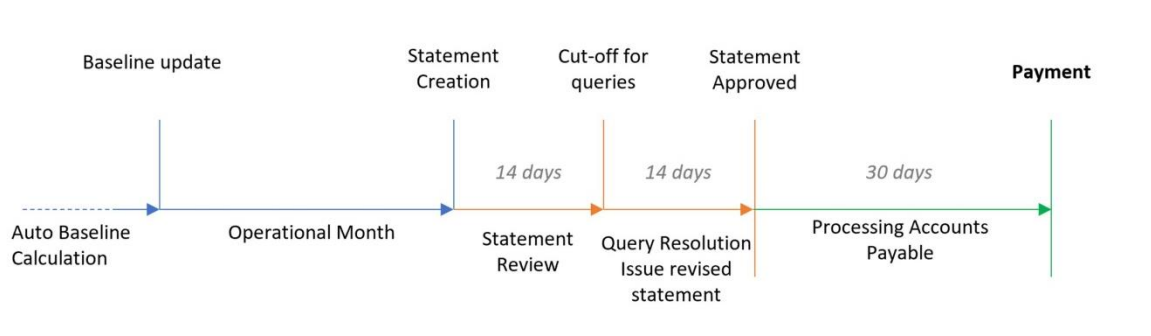 Baseline update
Statement
Creation
Cut-off for
queries
Statement
Approved
Payment
14 days
14 days
30 days
Auto Baseline
Calculation
Operational Month
Statement
Review
Query Resolution
Issue revised
statement
Processing Accounts
Payable